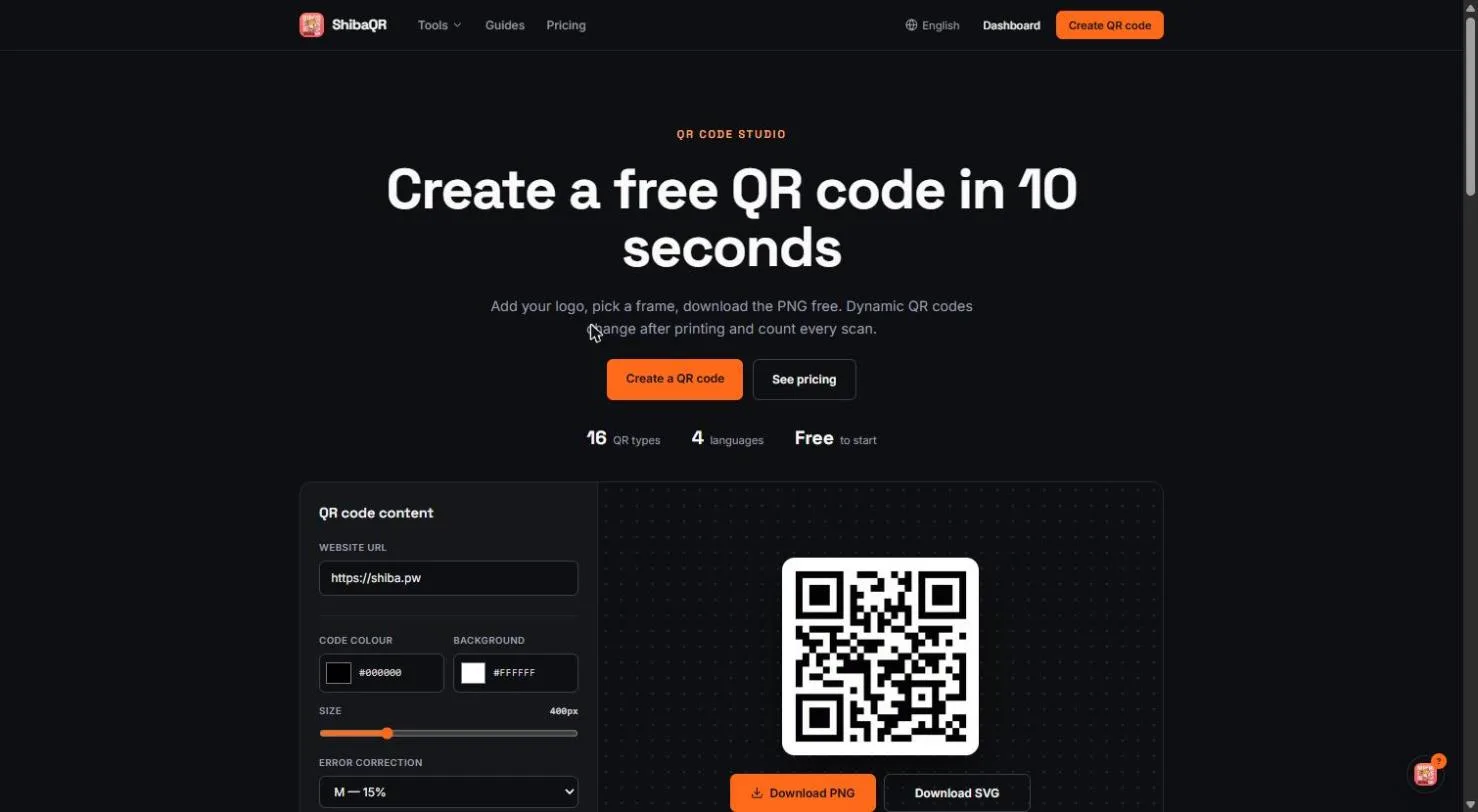 ShibaQR
Tools
Guides
Pricing
English
Dashboard
Create QR code
QR CODE STUDIO
Create a free QR code in 10
seconds
Add your logo, pick a frame, download the PNG free. Dynamic QR codes
change after printing and count every scan.
Create a QR code
See pricing
16 QR types
4 languages
Free to start
QR code content
WEBSITE URL
https://shiba.pw
CODE COLOUR
BACKGROUND
#000000
#FFFFFF
SIZE
400px
ERROR CORRECTION
M — 15%
Download PNG
Download SVG
?